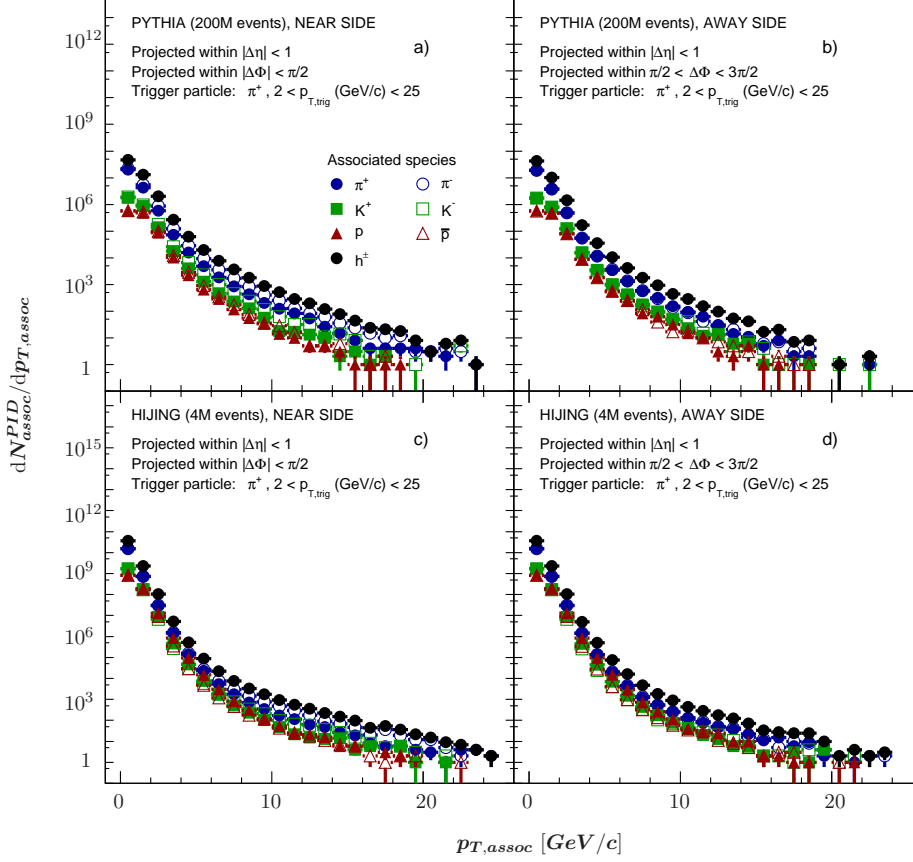 PYTHIA (200M events), NEAR SIDE
Projected within |Δη| < 1
a)
Projected within |ΔΦ| < π/2
Trigger particle: π⁺ , 2 < p_T,trig (GeV/c) < 25
Associated species
π⁺ π⁻
K⁺ K⁻
p p̅
h±
PYTHIA (200M events), AWAY SIDE
Projected within |Δη| < 1
b)
Projected within π/2 < ΔΦ < 3π/2
Trigger particle: π⁺ , 2 < p_T,trig (GeV/c) < 25
10¹²
10⁹
10⁶
10³
1
HIJING (4M events), NEAR SIDE
Projected within |Δη| < 1
c)
Projected within |ΔΦ| < π/2
Trigger particle: π⁺ , 2 < p_T,trig (GeV/c) < 25
HIJING (4M events), AWAY SIDE
Projected within |Δη| < 1
d)
Projected within π/2 < ΔΦ < 3π/2
Trigger particle: π⁺ , 2 < p_T,trig (GeV/c) < 25
10¹⁵
10¹²
10⁹
10⁶
10³
1
0 10 20
0 10 20
dN^PID_assoc/dp_T,assoc
p_T,assoc [GeV/c]